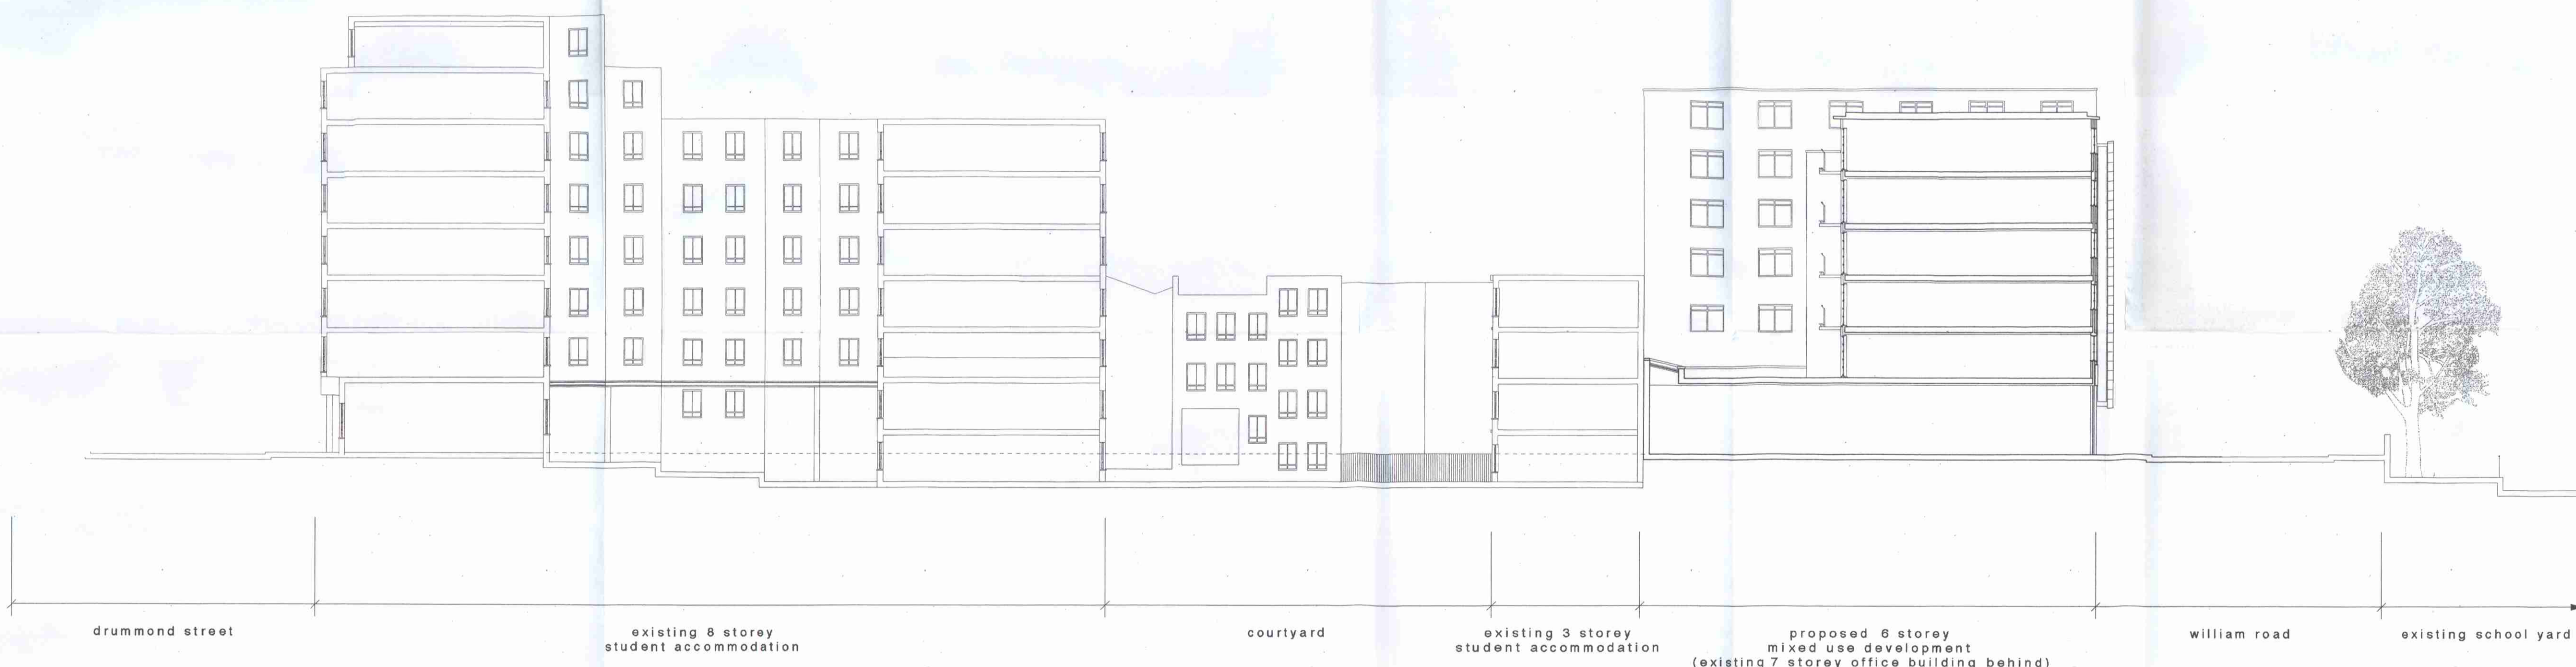 drummond street
existing 8 storey
student accommodation
courtyard
existing 3 storey
student accommodation
proposed 6 storey
mixed use development
(existing 7 storey office building behind)
william road
existing school yard